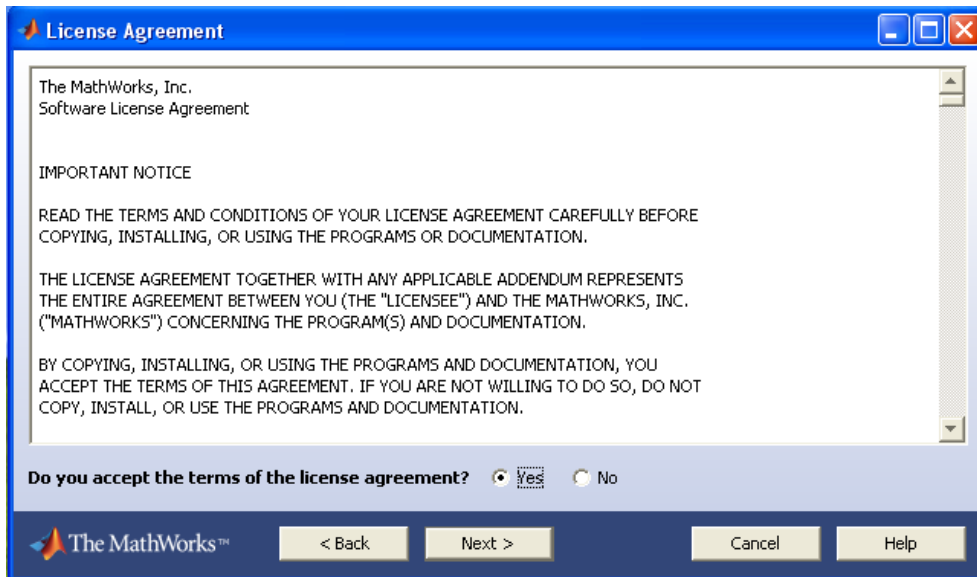 License Agreement
The MathWorks, Inc.
Software License Agreement
IMPORTANT NOTICE
READ THE TERMS AND CONDITIONS OF YOUR LICENSE AGREEMENT CAREFULLY BEFORE
COPYING, INSTALLING, OR USING THE PROGRAMS OR DOCUMENTATION.
THE LICENSE AGREEMENT TOGETHER WITH ANY APPLICABLE ADDENDUM REPRESENTS
THE ENTIRE AGREEMENT BETWEEN YOU (THE "LICENSEE") AND THE MATHWORKS, INC.
("MATHWORKS") CONCERNING THE PROGRAM(S) AND DOCUMENTATION.
BY COPYING, INSTALLING, OR USING THE PROGRAMS AND DOCUMENTATION, YOU
ACCEPT THE TERMS OF THIS AGREEMENT. IF YOU ARE NOT WILLING TO DO SO, DO NOT
COPY, INSTALL, OR USE THE PROGRAMS AND DOCUMENTATION.
Do you accept the terms of the license agreement? Yes No
The MathWorks™ < Back Next > Cancel Help